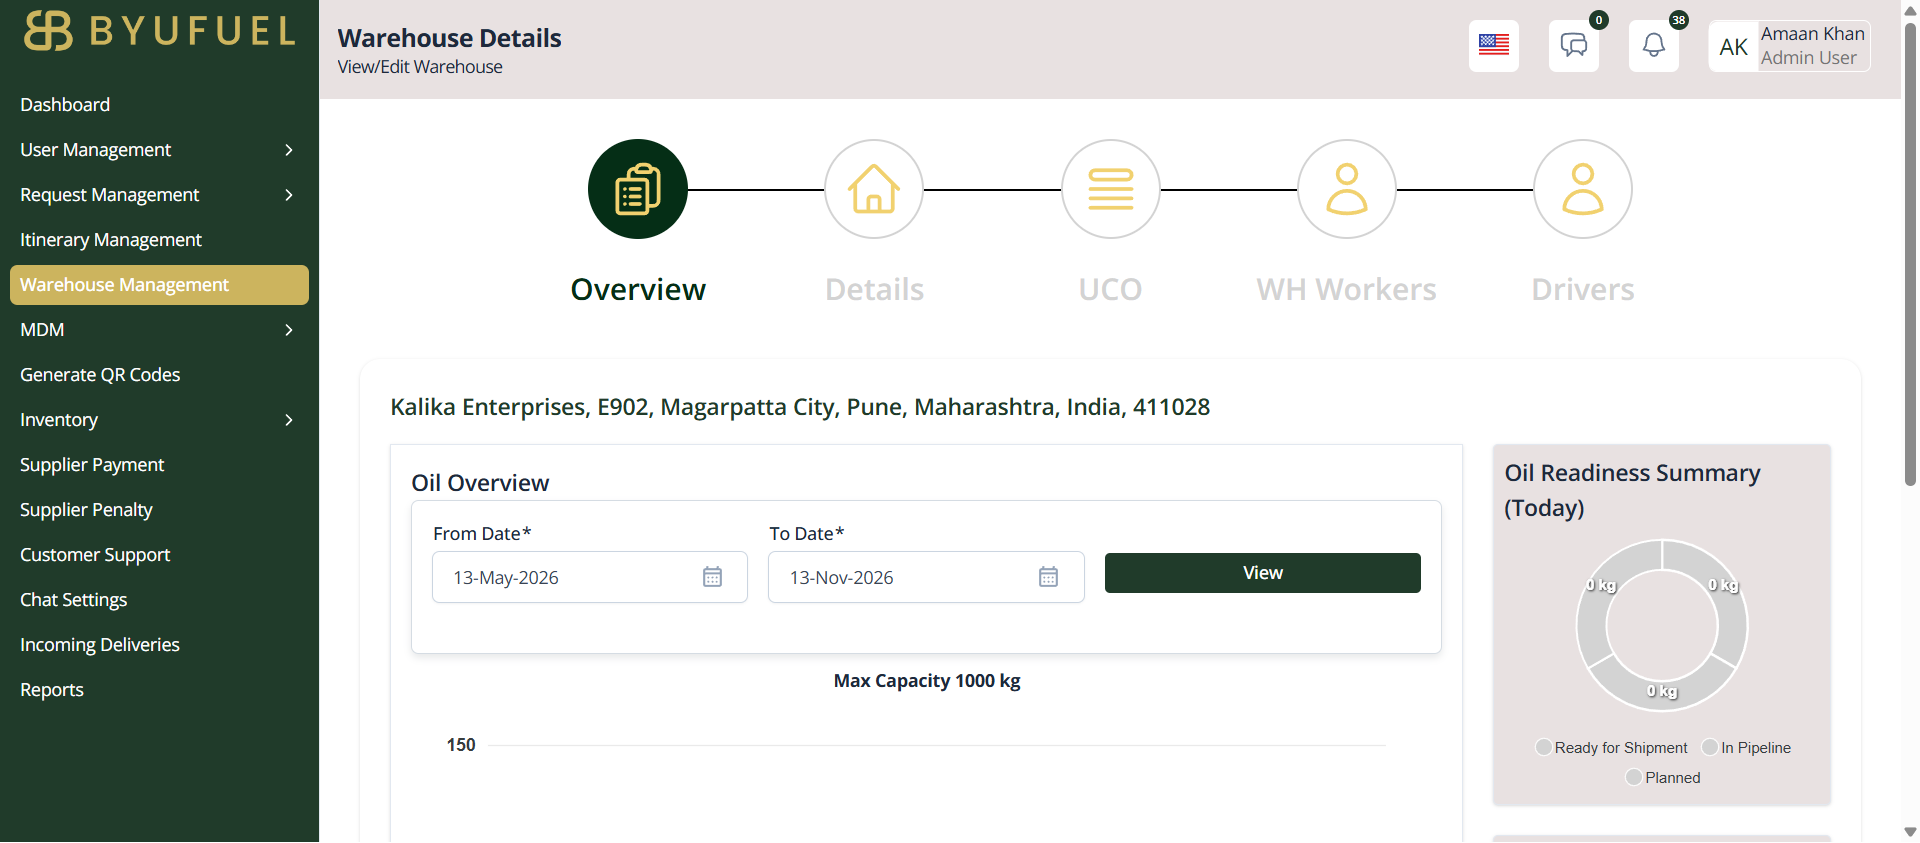 BYUFUEL
Dashboard
User Management
Request Management
Itinerary Management
Warehouse Management
MDM
Generate QR Codes
Inventory
Supplier Payment
Supplier Penalty
Customer Support
Chat Settings
Incoming Deliveries
Reports
Warehouse Details
View/Edit Warehouse
0
38
AK
Amaan Khan
Admin User
Overview
Details
UCO
WH Workers
Drivers
Kalika Enterprises, E902, Magarpatta City, Pune, Maharashtra, India, 411028
Oil Overview
From Date*
13-May-2026
To Date*
13-Nov-2026
View
Max Capacity 1000 kg
150
Oil Readiness Summary
(Today)
0 kg
0 kg
0 kg
Ready for Shipment
In Pipeline
Planned